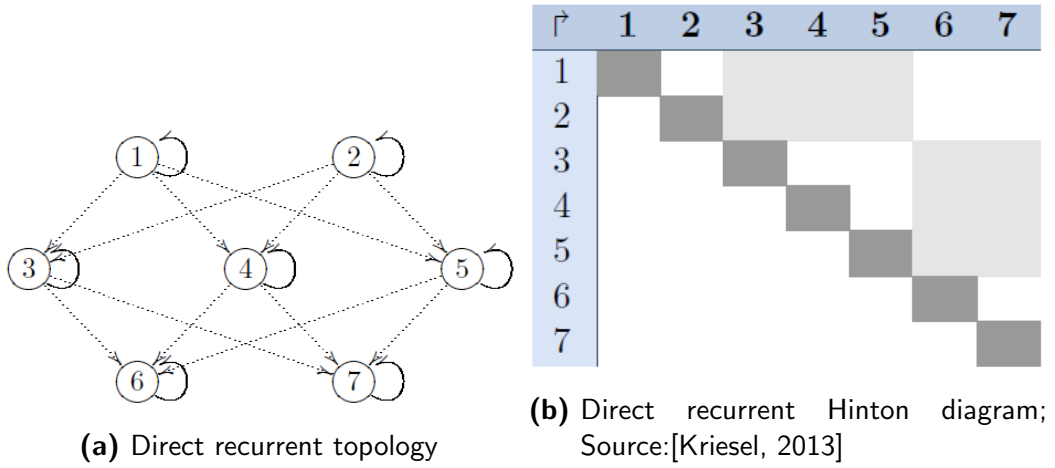 1 2
3 4 5
6 7
(a) Direct recurrent topology
↱ 1 2 3 4 5 6 7
1
2
3
4
5
6
7
(b) Direct recurrent Hinton diagram;
Source:[Kriesel, 2013]